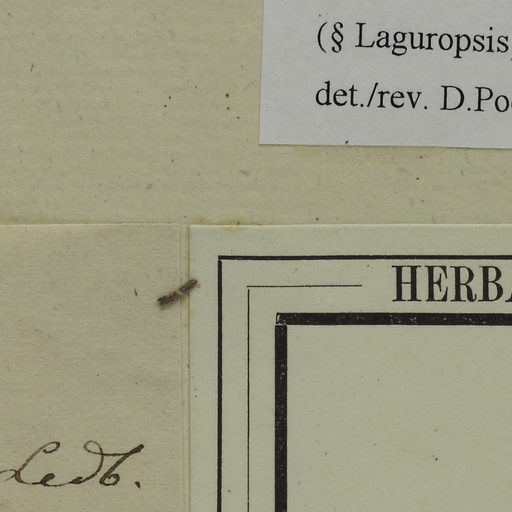 (§ Laguropsis
det./rev. D.Po
HERBA
Ledb.